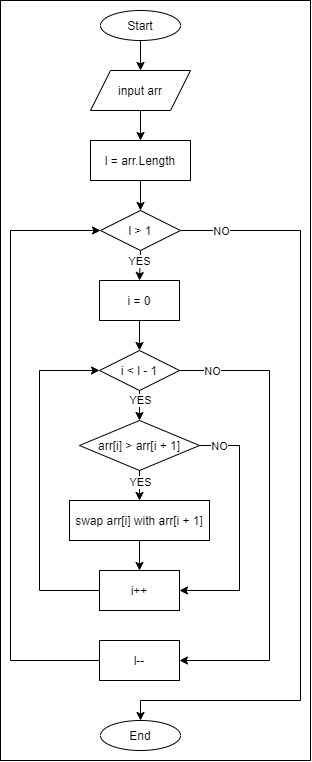 Start
input arr
l = arr.Length
l > 1
NO
YES
i = 0
i < l - 1
NO
YES
arr[i] > arr[i + 1]
NO
YES
swap arr[i] with arr[i + 1]
i++
l--
End